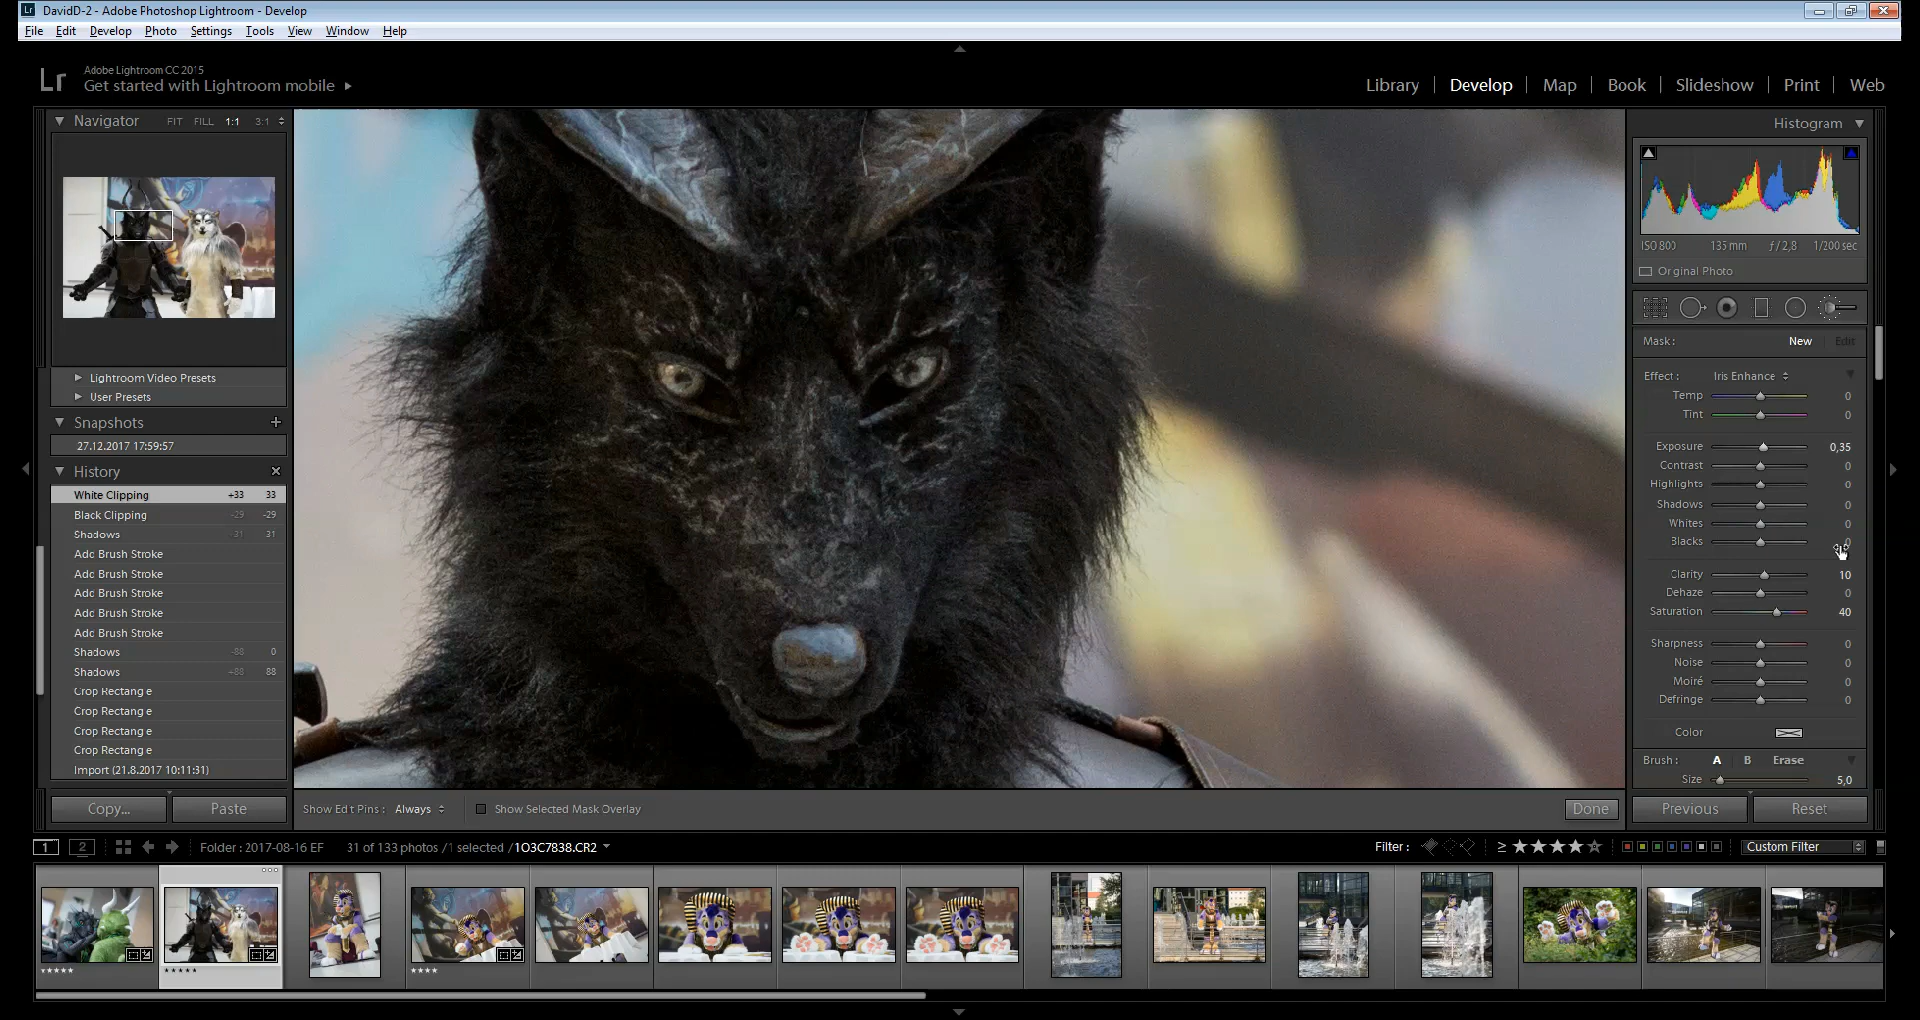 DavidD-2 - Adobe Photoshop Lightroom - Develop
File Edit Develop Photo Settings Tools View Window Help
Lr
Adobe Lightroom CC 2015
Get started with Lightroom mobile
Library Develop Map Book Slideshow Print Web
Navigator FIT FILL 1:1 3:1
Lightroom Video Presets
User Presets
Snapshots
27.12.2017 17:59:57
History
White Clipping +33 33
Black Clipping -29 -29
Shadows -31 31
Add Brush Stroke
Add Brush Stroke
Add Brush Stroke
Add Brush Stroke
Add Brush Stroke
Shadows -88 0
Shadows +88 88
Crop Rectangle
Crop Rectangle
Crop Rectangle
Crop Rectangle
Import (21.8.2017 10:11:31)
Copy... Paste
Show Edit Pins: Always Show Selected Mask Overlay Done
Histogram
ISO 800 135 mm ƒ / 2,8 1/200 sec
Original Photo
Mask: New Edit
Effect: Iris Enhance
Temp 0
Tint 0
Exposure 0,35
Contrast 0
Highlights 0
Shadows 0
Whites 0
Blacks 0
Clarity 10
Dehaze 0
Saturation 40
Sharpness 0
Noise 0
Moiré 0
Defringe 0
Color
Brush: A B Erase
Size 5,0
Previous Reset
1 2 Folder : 2017-08-16 EF 31 of 133 photos / 1 selected / 1O3C7838.CR2 Filter : ≥ ★★★★☆ Custom Filter